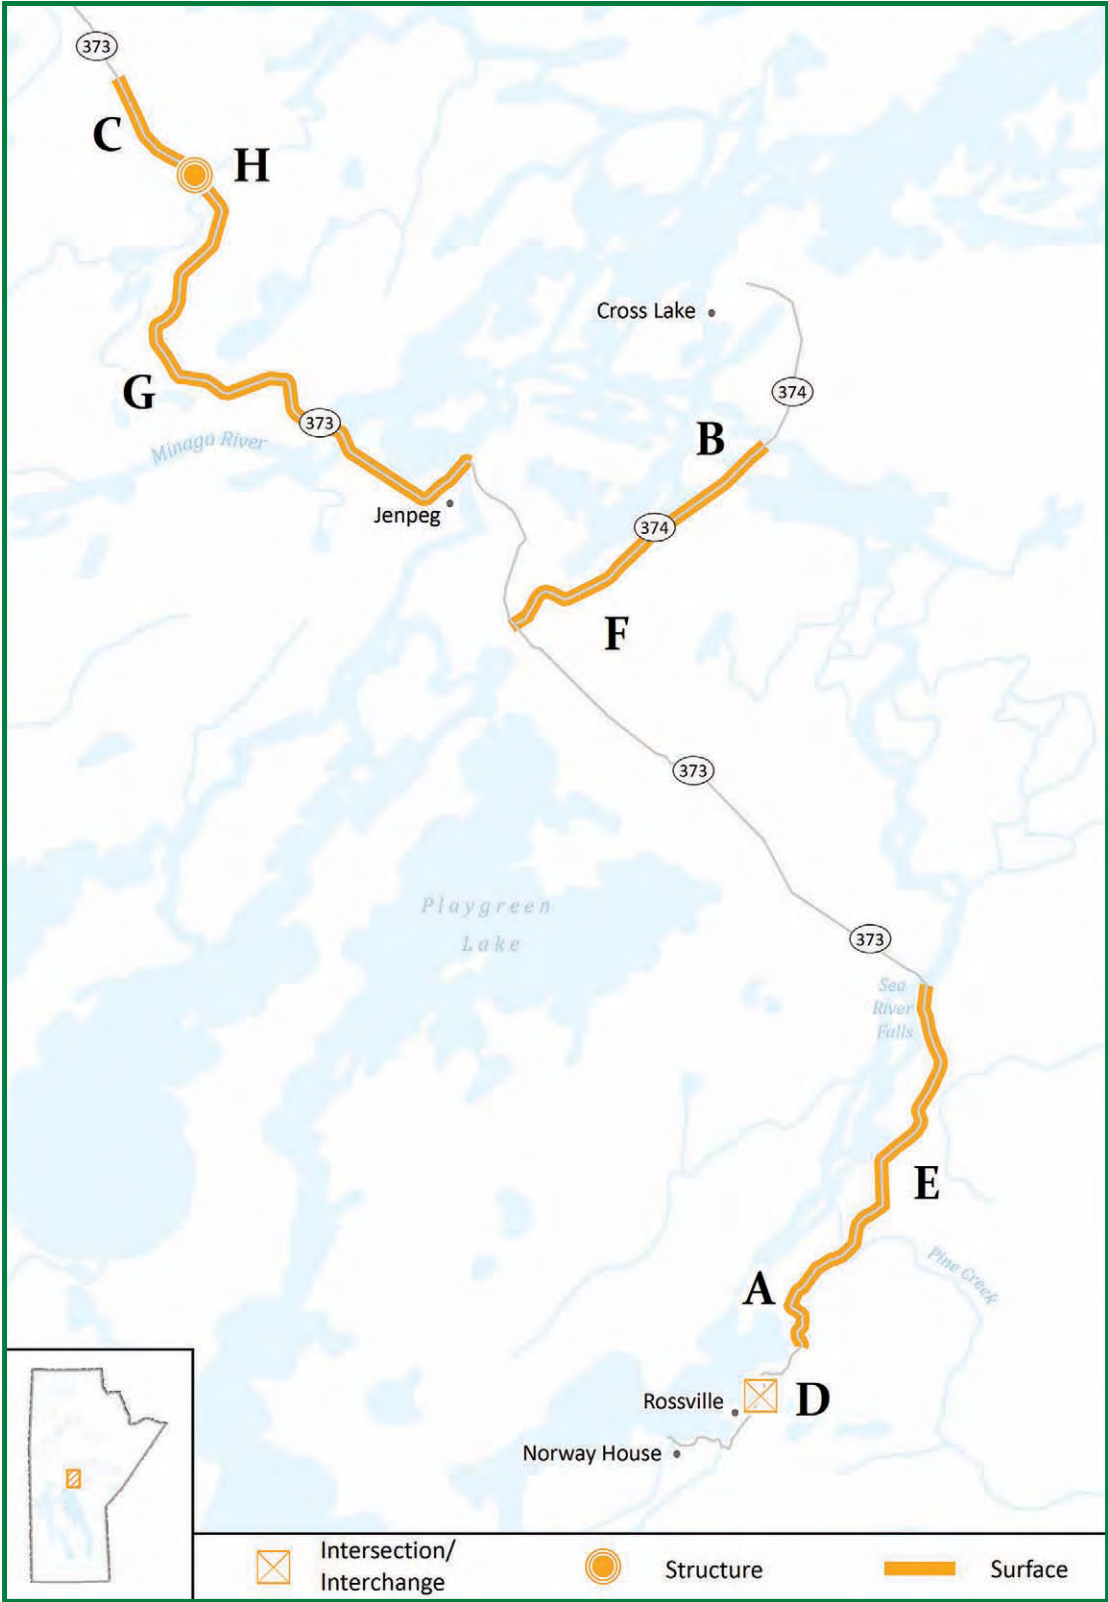 373
C
H
Cross Lake
374
G
373
B
Minago River
Jenpeg
374
F
373
Playgreen
Lake
373
Sea
River
Falls
E
Pine Creek
A
Rossville
D
Norway House
Intersection/
Interchange
Structure
Surface